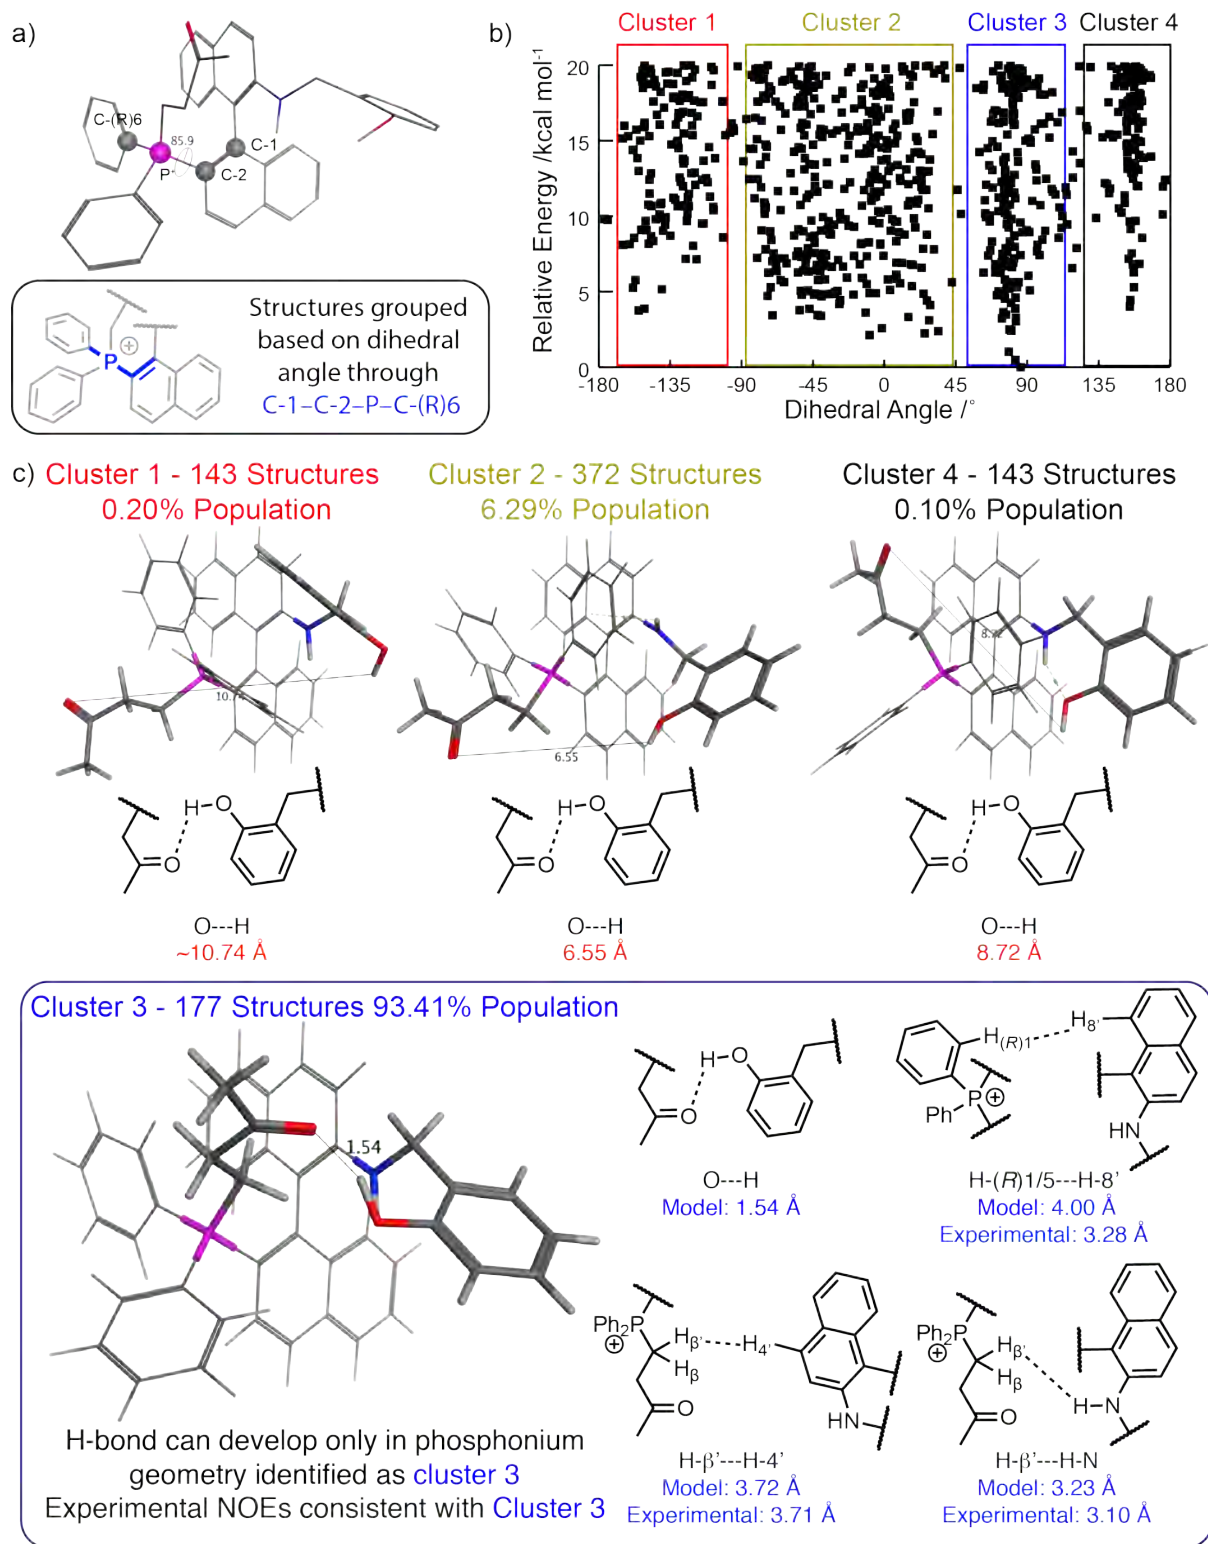 a)
C-(R)6
85.9
P+
C-1
C-2
Structures grouped
based on dihedral
angle through
C-1–C-2–P–C-(R)6
P
⊕
b)
Cluster 1
Cluster 2
Cluster 3
Cluster 4
Relative Energy /kcal mol⁻¹
20
15
10
5
0
-180
-135
-90
-45
0
45
90
135
180
Dihedral Angle /°
c)
Cluster 1 - 143 Structures
0.20% Population
10.74
H–O
O
O---H
~10.74 Å
Cluster 2 - 372 Structures
6.29% Population
6.55
H–O
O
O---H
6.55 Å
Cluster 4 - 143 Structures
0.10% Population
8.72
H–O
O
O---H
8.72 Å
Cluster 3 - 177 Structures 93.41% Population
1.54
H-bond can develop only in phosphonium
geometry identified as cluster 3
Experimental NOEs consistent with Cluster 3
H–O
O
O---H
Model: 1.54 Å
H(R)1
H8'
P
⊕
Ph
HN
H-(R)1/5---H-8'
Model: 4.00 Å
Experimental: 3.28 Å
Ph2P
⊕
Hβ'
Hβ
H4'
O
HN
H-β'---H-4'
Model: 3.72 Å
Experimental: 3.71 Å
Ph2P
⊕
Hβ'
Hβ
O
H–N
H-β'---H-N
Model: 3.23 Å
Experimental: 3.10 Å